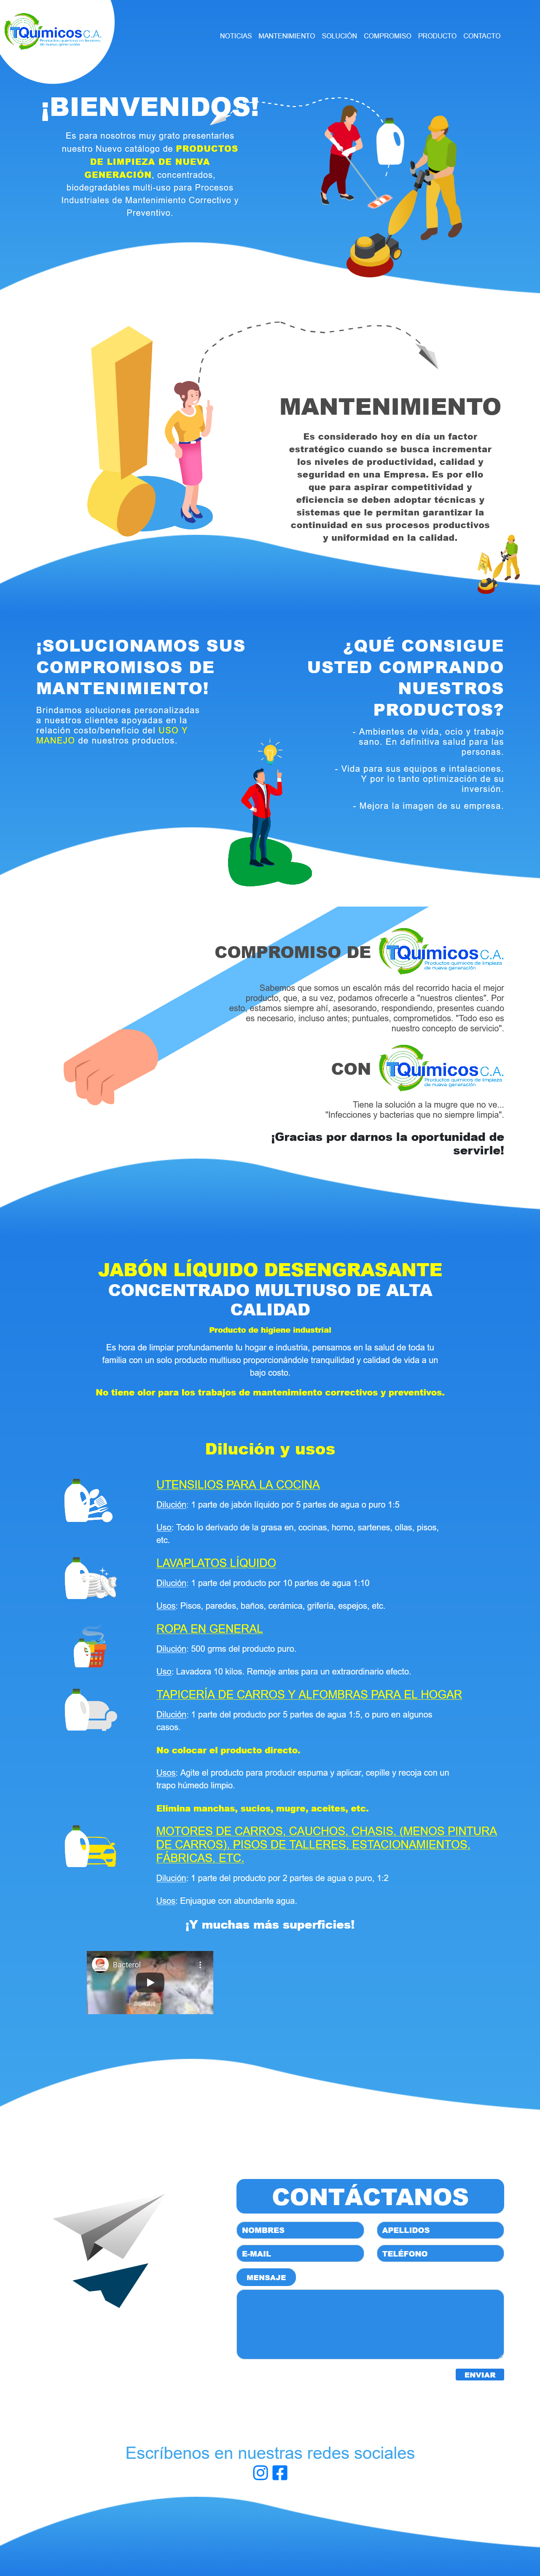 TQuímicos C.A.
Productos químicos de limpieza
de nueva generación
NOTICIAS MANTENIMIENTO SOLUCIÓN COMPROMISO PRODUCTO CONTACTO
¡BIENVENIDOS!
Es para nosotros muy grato presentarles
nuestro Nuevo catálogo de PRODUCTOS
DE LIMPIEZA DE NUEVA
GENERACIÓN, concentrados,
biodegradables multi-uso para Procesos
Industriales de Mantenimiento Correctivo y
Preventivo.
MANTENIMIENTO
Es considerado hoy en día un factor
estratégico cuando se busca incrementar
los niveles de productividad, calidad y
seguridad en una Empresa. Es por ello
que para aspirar competitividad y
eficiencia se deben adoptar técnicas y
sistemas que le permitan garantizar la
continuidad en sus procesos productivos
y uniformidad en la calidad.
¡SOLUCIONAMOS SUS
COMPROMISOS DE
MANTENIMIENTO!
Brindamos soluciones personalizadas
a nuestros clientes apoyadas en la
relación costo/beneficio del USO Y
MANEJO de nuestros productos.
¿QUÉ CONSIGUE
USTED COMPRANDO
NUESTROS
PRODUCTOS?
- Ambientes de vida, ocio y trabajo
sano. En definitiva salud para las
personas.
- Vida para sus equipos e intalaciones.
Y por lo tanto optimización de su
inversión.
- Mejora la imagen de su empresa.
COMPROMISO DE TQuímicos C.A.
Productos químicos de limpieza
de nueva generación
Sabemos que somos un escalón más del recorrido hacia el mejor
producto, que, a su vez, podamos ofrecerle a "nuestros clientes". Por
esto, estamos siempre ahí, asesorando, respondiendo, presentes cuando
es necesario, incluso antes; puntuales, comprometidos. "Todo eso es
nuestro concepto de servicio".
CON TQuímicos C.A.
Productos químicos de limpieza
de nueva generación
Tiene la solución a la mugre que no ve...
"Infecciones y bacterias que no siempre limpia".
¡Gracias por darnos la oportunidad de
servirle!
JABÓN LÍQUIDO DESENGRASANTE
CONCENTRADO MULTIUSO DE ALTA
CALIDAD
Producto de higiene industrial
Es hora de limpiar profundamente tu hogar e industria, pensamos en la salud de toda tu
familia con un solo producto multiuso proporcionándole tranquilidad y calidad de vida a un
bajo costo.
No tiene olor para los trabajos de mantenimiento correctivos y preventivos.
Dilución y usos
UTENSILIOS PARA LA COCINA
Dilución: 1 parte de jabón líquido por 5 partes de agua o puro 1:5
Uso: Todo lo derivado de la grasa en, cocinas, horno, sartenes, ollas, pisos,
etc.
LAVAPLATOS LÍQUIDO
Dilución: 1 parte del producto por 10 partes de agua 1:10
Usos: Pisos, paredes, baños, cerámica, grifería, espejos, etc.
ROPA EN GENERAL
Dilución: 500 grms del producto puro.
Uso: Lavadora 10 kilos. Remoje antes para un extraordinario efecto.
TAPICERÍA DE CARROS Y ALFOMBRAS PARA EL HOGAR
Dilución: 1 parte del producto por 5 partes de agua 1:5, o puro en algunos
casos.
No colocar el producto directo.
Usos: Agite el producto para producir espuma y aplicar, cepille y recoja con un
trapo húmedo limpio.
Elimina manchas, sucios, mugre, aceites, etc.
MOTORES DE CARROS, CAUCHOS, CHASIS, (MENOS PINTURA
DE CARROS), PISOS DE TALLERES, ESTACIONAMIENTOS,
FÁBRICAS, ETC.
Dilución: 1 parte del producto por 2 partes de agua o puro, 1:2
Usos: Enjuague con abundante agua.
¡Y muchas más superficies!
Bacterol
CONTÁCTANOS
NOMBRES
APELLIDOS
E-MAIL
TELÉFONO
MENSAJE
ENVIAR
Escríbenos en nuestras redes sociales